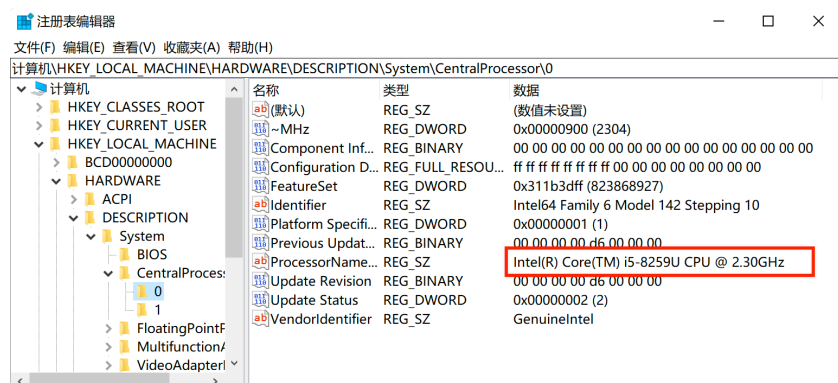 注册表编辑器
文件(F) 编辑(E) 查看(V) 收藏夹(A) 帮助(H)
计算机\HKEY_LOCAL_MACHINE\HARDWARE\DESCRIPTION\System\CentralProcessor\0
计算机
HKEY_CLASSES_ROOT
HKEY_CURRENT_USER
HKEY_LOCAL_MACHINE
BCD00000000
HARDWARE
ACPI
DESCRIPTION
System
BIOS
CentralProcess
0
1
FloatingPointP
MultifunctionA
VideoAdapterI
名称 类型 数据
(默认) REG_SZ (数值未设置)
~MHz REG_DWORD 0x00000900 (2304)
Component Inf... REG_BINARY 00 00 00 00 00 00 00 00 00 00 00 00 00 00 00 00
Configuration D... REG_FULL_RESOU... ff ff ff ff ff ff ff ff 00 00 00 00 00 00 00 00
FeatureSet REG_DWORD 0x311b3dff (823868927)
Identifier REG_SZ Intel64 Family 6 Model 142 Stepping 10
Platform Specifi... REG_DWORD 0x00000001 (1)
Previous Updat... REG_BINARY 00 00 00 00 d6 00 00 00
ProcessorName... REG_SZ Intel(R) Core(TM) i5-8259U CPU @ 2.30GHz
Update Revision REG_BINARY 00 00 00 00 d6 00 00 00
Update Status REG_DWORD 0x00000002 (2)
VendorIdentifier REG_SZ GenuineIntel